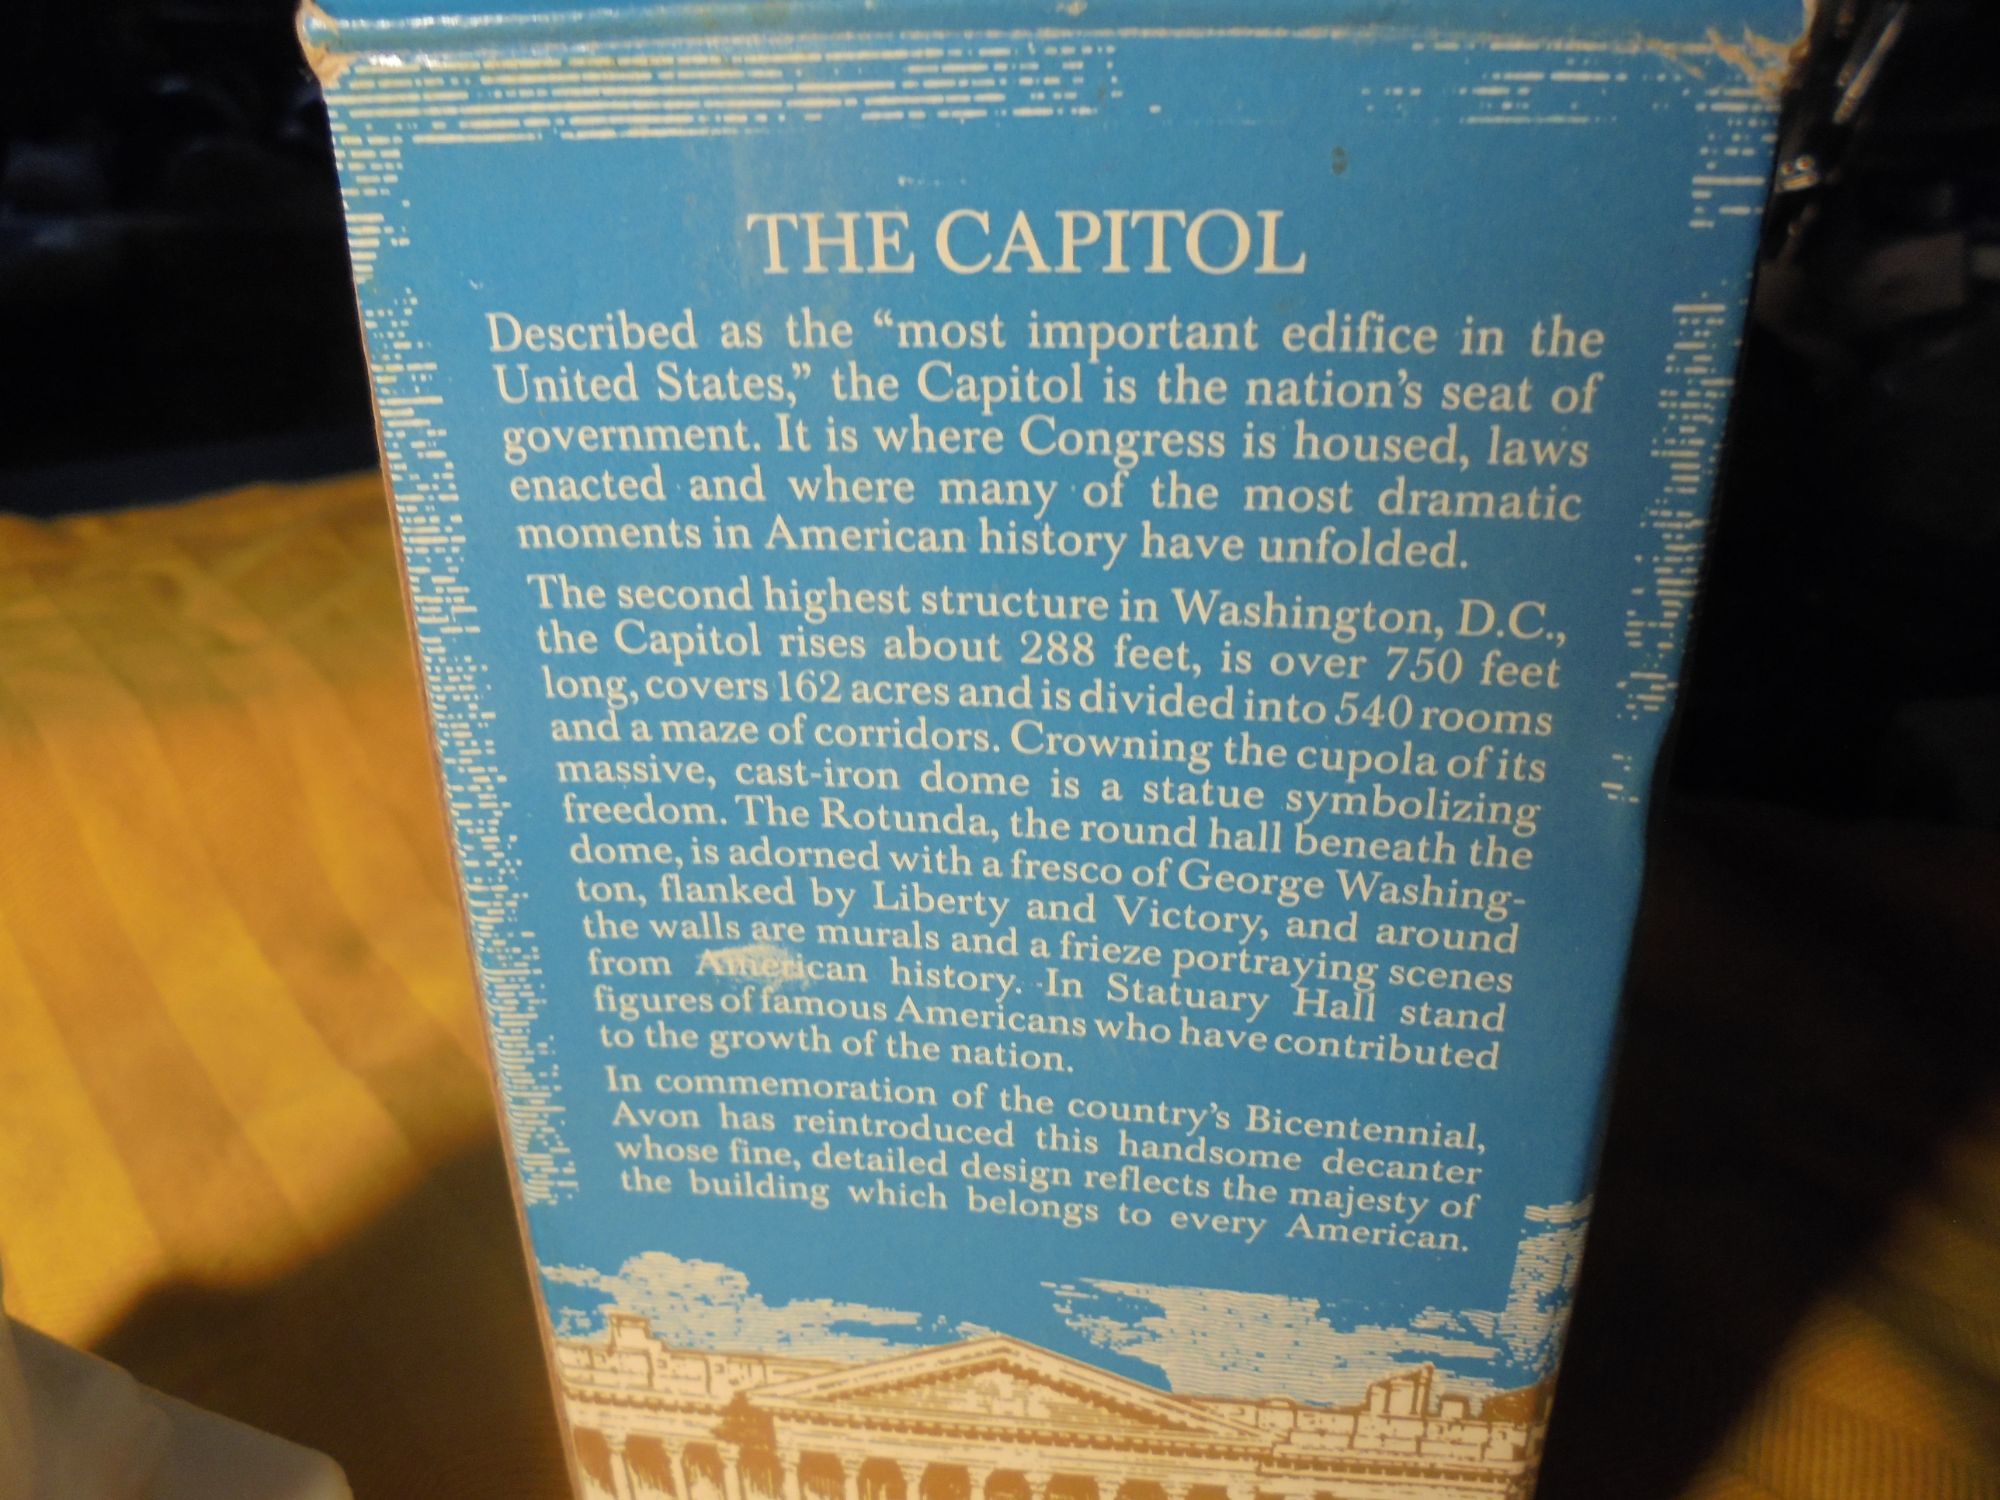 THE CAPITOL
Described as the “most important edifice in the
United States,” the Capitol is the nation’s seat of
government. It is where Congress is housed, laws
enacted and where many of the most dramatic
moments in American history have unfolded.
The second highest structure in Washington, D.C.,
the Capitol rises about 288 feet, is over 750 feet
long, covers 162 acres and is divided into 540 rooms
and a maze of corridors. Crowning the cupola of its
massive, cast-iron dome is a statue symbolizing
freedom. The Rotunda, the round hall beneath the
dome, is adorned with a fresco of George Washing-
ton, flanked by Liberty and Victory, and around
the walls are murals and a frieze portraying scenes
from American history. In Statuary Hall stand
figures of famous Americans who have contributed
to the growth of the nation.
In commemoration of the country’s Bicentennial,
Avon has reintroduced this handsome decanter
whose fine, detailed design reflects the majesty of
the building which belongs to every American.